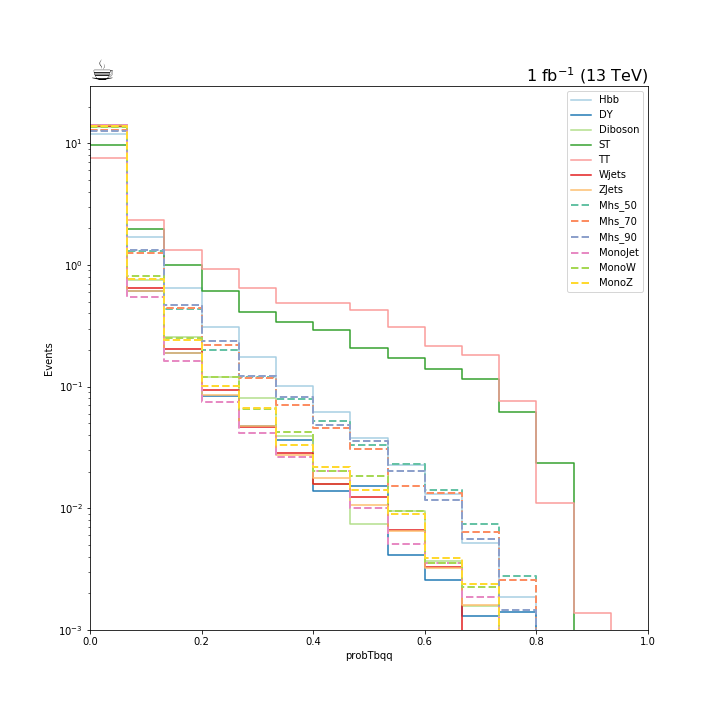 ☕ 1 fb⁻¹ (13 TeV)
Hbb
DY
Diboson
ST
TT
Wjets
ZJets
Mhs_50
Mhs_70
Mhs_90
MonoJet
MonoW
MonoZ
Events
10¹
10⁰
10⁻¹
10⁻²
10⁻³
0.0 0.2 0.4 0.6 0.8 1.0
probTbqq